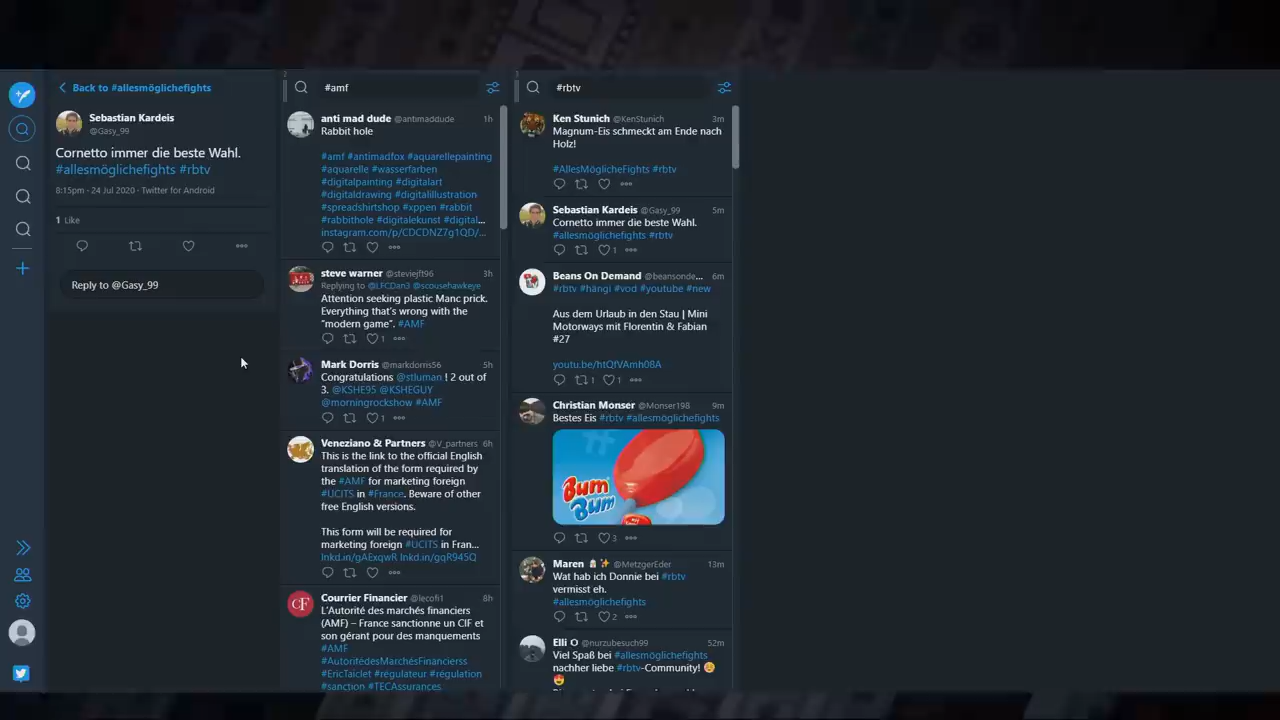 Back to #allesmöglichefights
Sebastian Kardeis
@Gasy_99
Cornetto immer die beste Wahl.
#allesmöglichefights #rbtv
8:15pm · 24 Jul 2020 · Twitter for Android
1 Like
Reply to @Gasy_99
2
#amf
anti mad dude @antimaddude 1h
Rabbit hole
#amf #antimadfox #aquarellepainting
#aquarelle #wasserfarben
#digitalpainting #digitalart
#digitaldrawing #digitalillustration
#spreadshirtshop #xppen #rabbit
#rabbithole #digitalekunst #digital...
instagram.com/p/CDCDNZ7g1QD/...
steve warner @steviejft96 3h
Replying to @LFCDan3 @scousehawkeye
Attention seeking plastic Manc prick.
Everything that's wrong with the
"modern game". #AMF
1
Mark Dorris @markdorris56 5h
Congratulations @stluman ! 2 out of
3. @KSHE95 @KSHEGUY
@morningrockshow #AMF
1
Veneziano & Partners @V_partners 6h
This is the link to the official English
translation of the form required by
the #AMF for marketing foreign
#UCITS in #France. Beware of other
free English versions.
This form will be required for
marketing foreign #UCITS in Fran...
lnkd.in/gAExqwR lnkd.in/gqR945Q
Courrier Financier @lecofi1 6h
L'Autorité des marchés financiers
(AMF) – France sanctionne un CIF et
son gérant pour des manquements
#AMF
#AutoritédesMarchésFinancierss
#EricTaiclet #régulateur #régulation
#sanction #TECAssurances
3
#rbtv
Ken Stunich @KenStunich 3m
Magnum-Eis schmeckt am Ende nach
Holz!
#AllesMöglicheFights #rbtv
Sebastian Kardeis @Gasy_99 5m
Cornetto immer die beste Wahl.
#allesmöglichefights #rbtv
1
Beans On Demand @beansonde... 6m
#rbtv #hängi #vod #youtube #new
Aus dem Urlaub in den Stau | Mini
Motorways mit Florentin & Fabian
#27
youtu.be/htQfVAmh08A
1 1
Christian Monser @Monser198 9m
Bestes Eis #rbtv #allesmöglichefights
Bum
Bum
3
Maren @MetzgerEder 13m
Wat hab ich Donnie bei #rbtv
vermisst eh.
#allesmöglichefights
2
Elli @nurzubesuch99 52m
Viel Spaß bei #allesmöglichefights
nachher liebe #rbtv-Community!